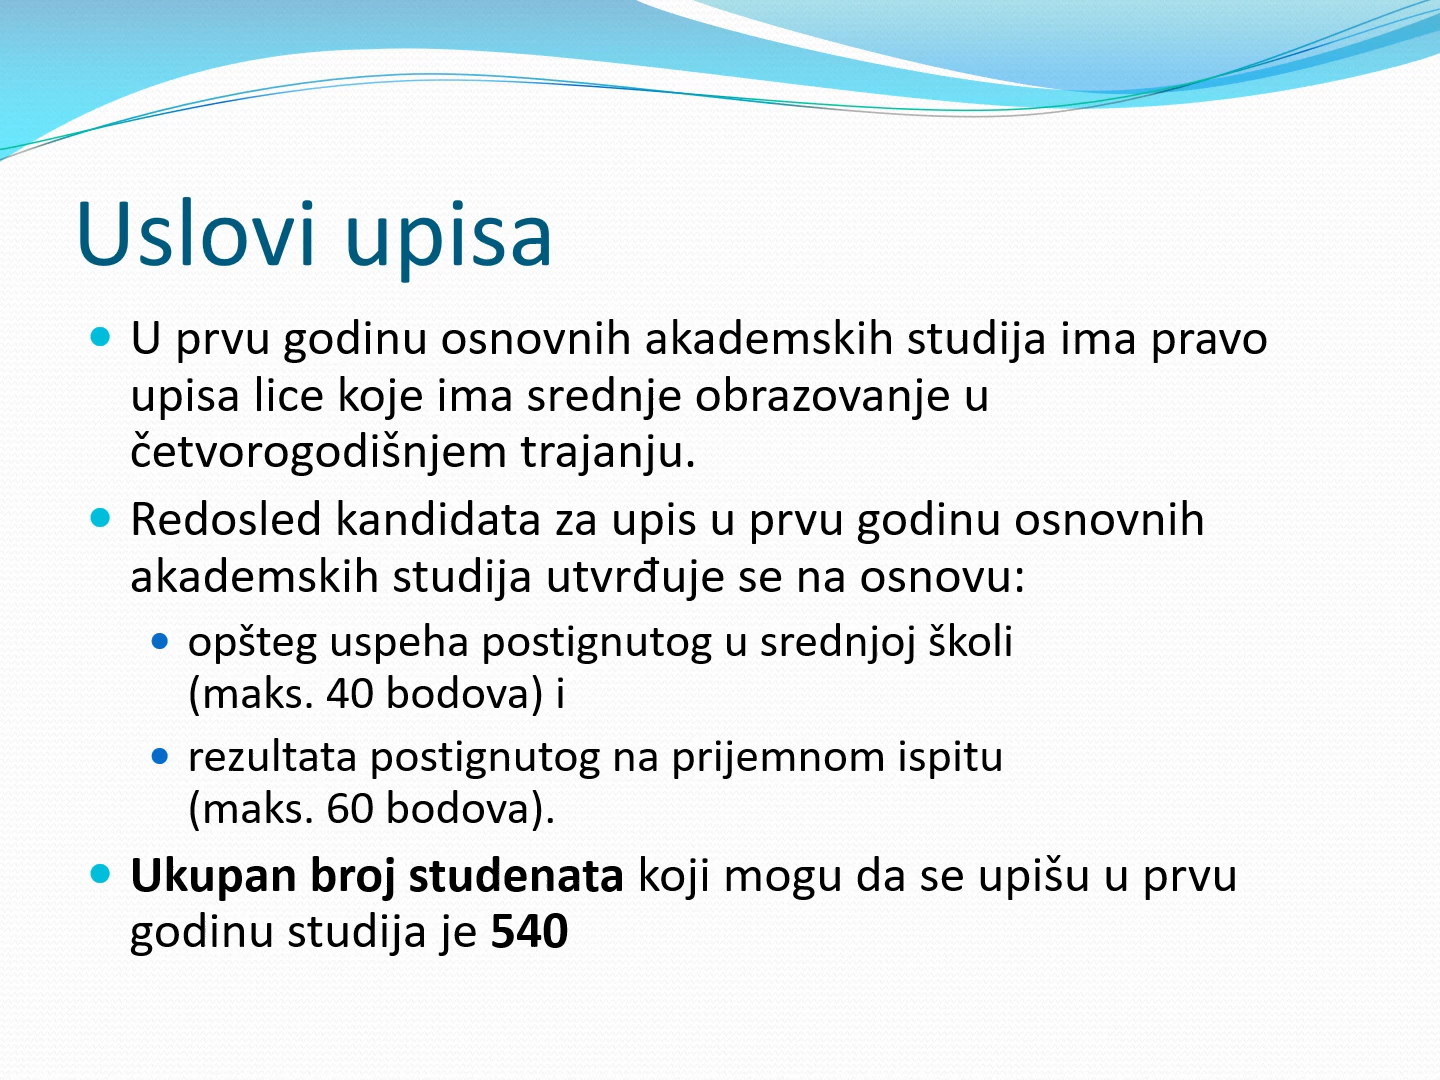 Uslovi upisa
U prvu godinu osnovnih akademskih studija ima pravo
upisa lice koje ima srednje obrazovanje u
četvorogodišnjem trajanju.
Redosled kandidata za upis u prvu godinu osnovnih
akademskih studija utvrđuje se na osnovu:
opšteg uspeha postignutog u srednjoj školi
(maks. 40 bodova) i
rezultata postignutog na prijemnom ispitu
(maks. 60 bodova).
Ukupan broj studenata koji mogu da se upišu u prvu
godinu studija je 540